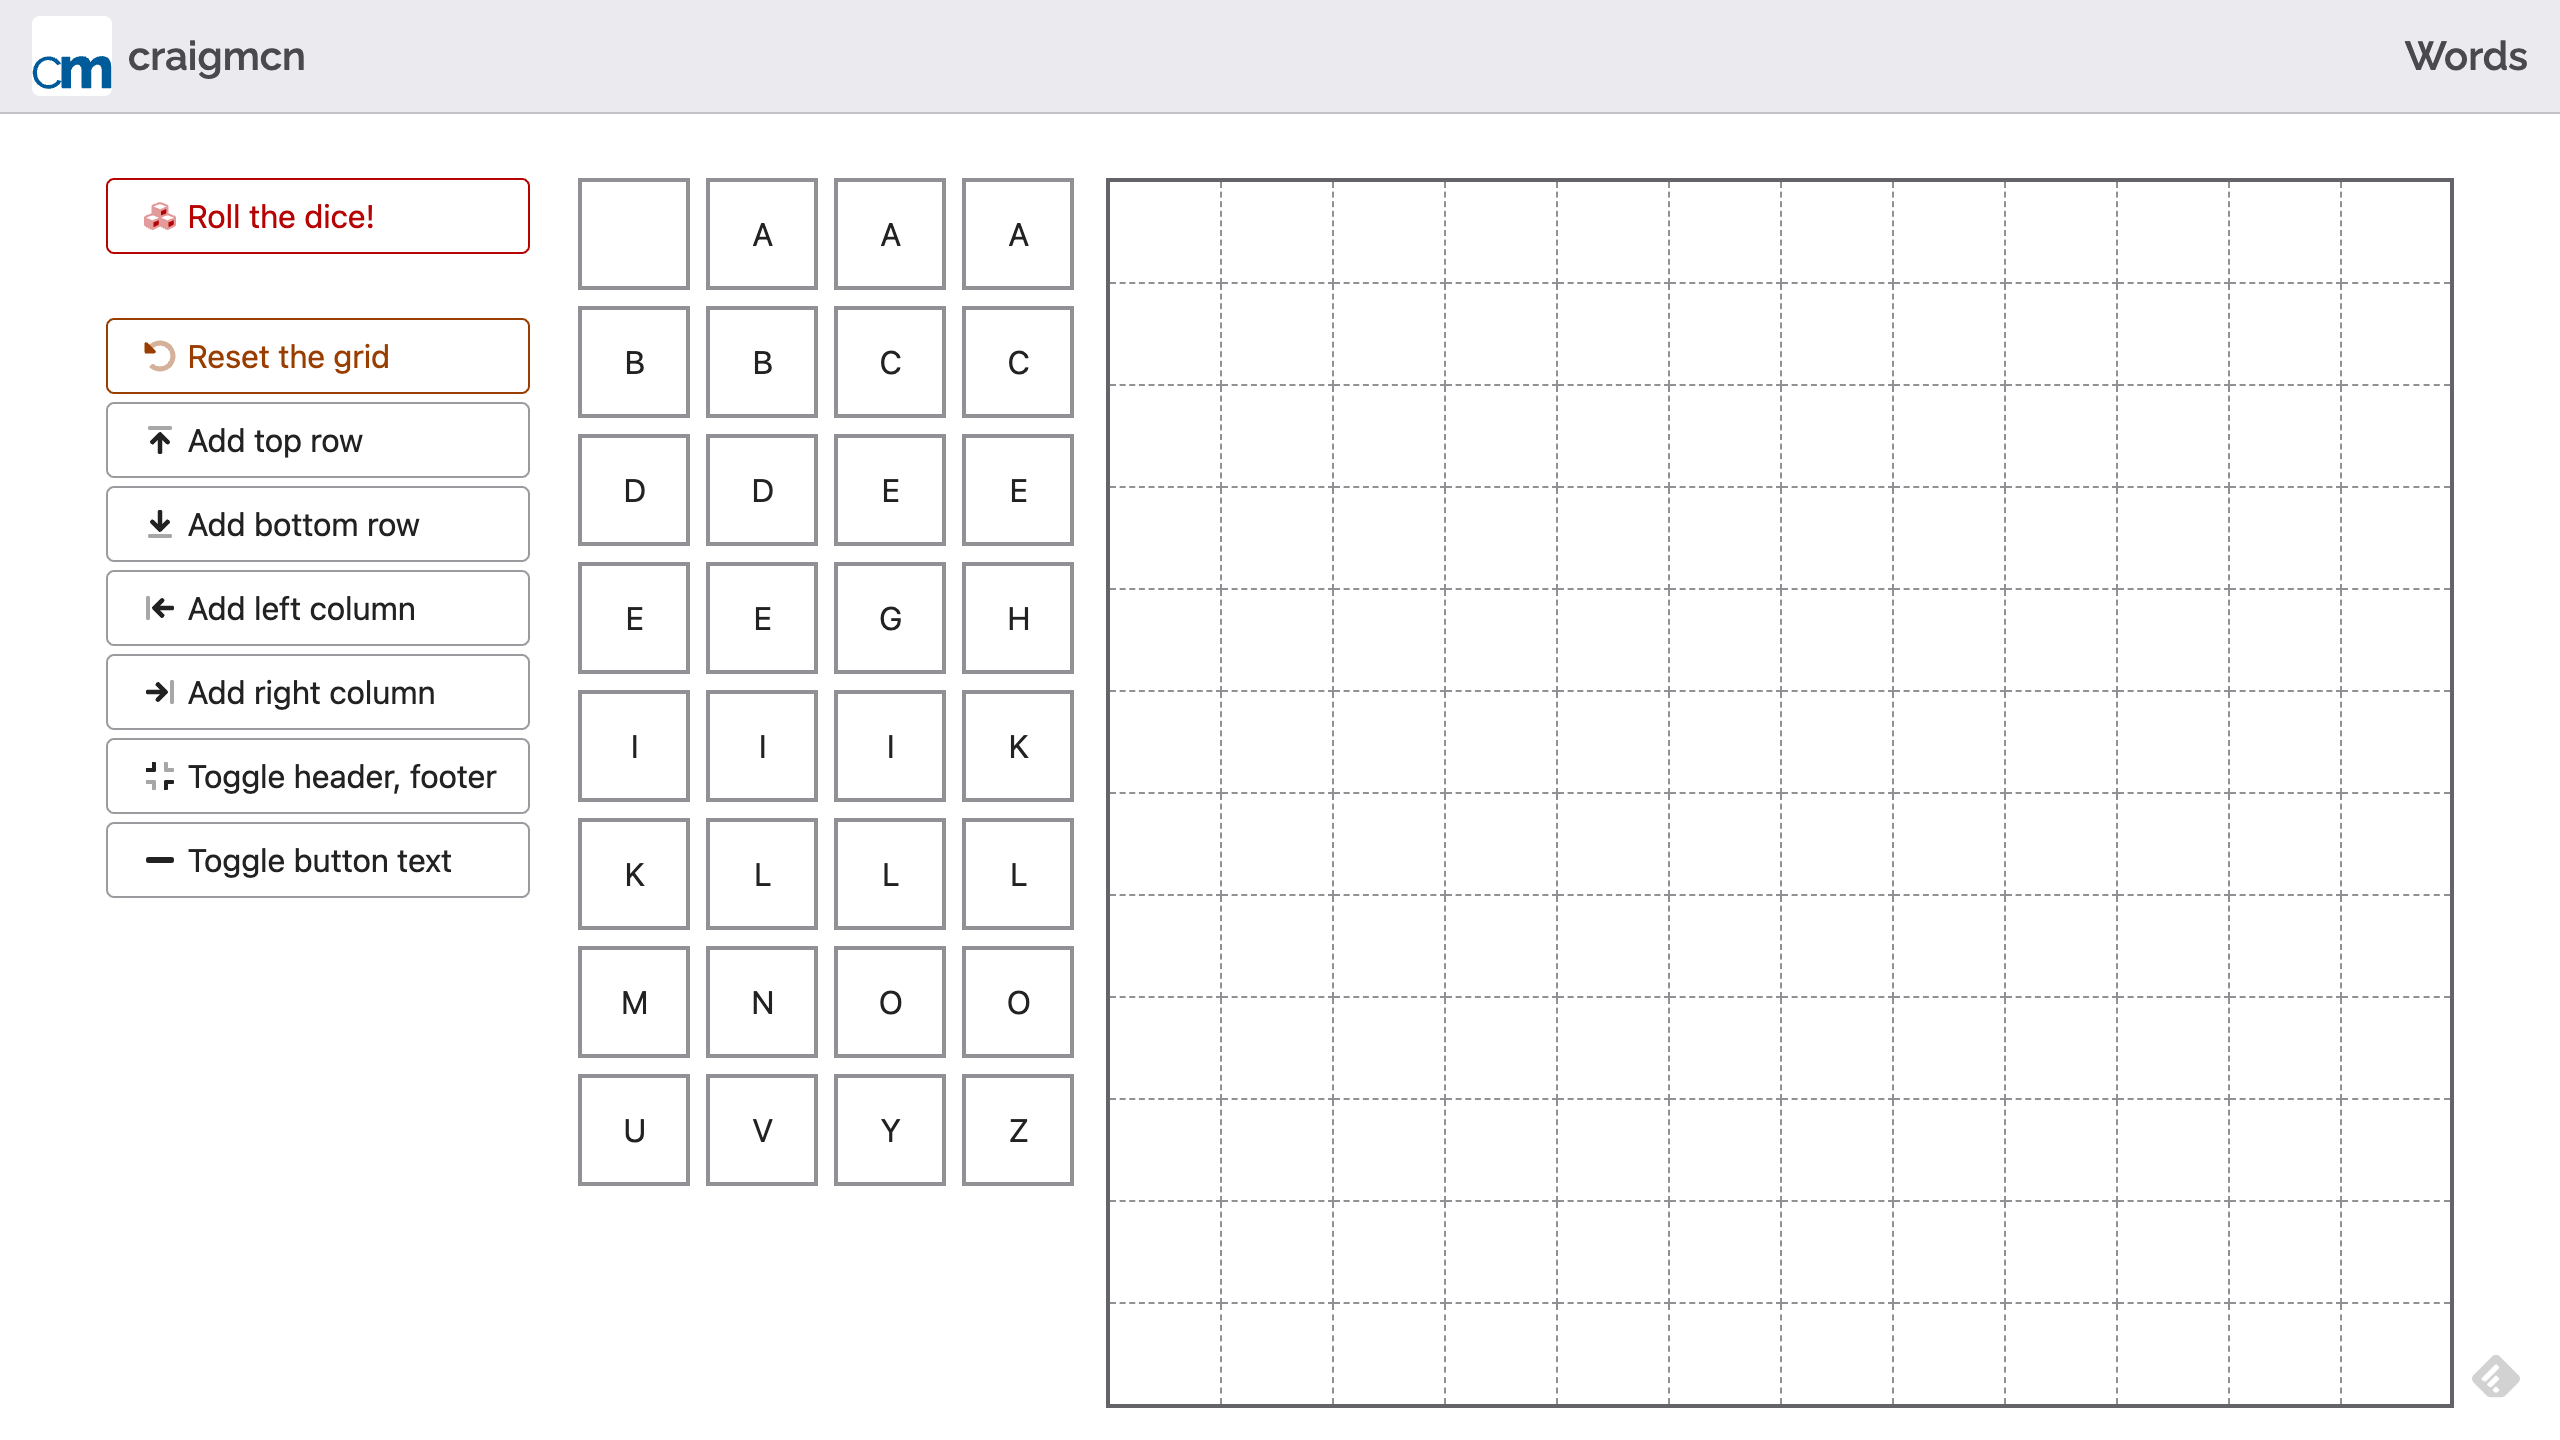 cm craigmcn
Words
Roll the dice!
Reset the grid
Add top row
Add bottom row
Add left column
Add right column
Toggle header, footer
Toggle button text
A A A
B B C C
D D E E
E E G H
I I I K
K L L L
M N O O
U V Y Z